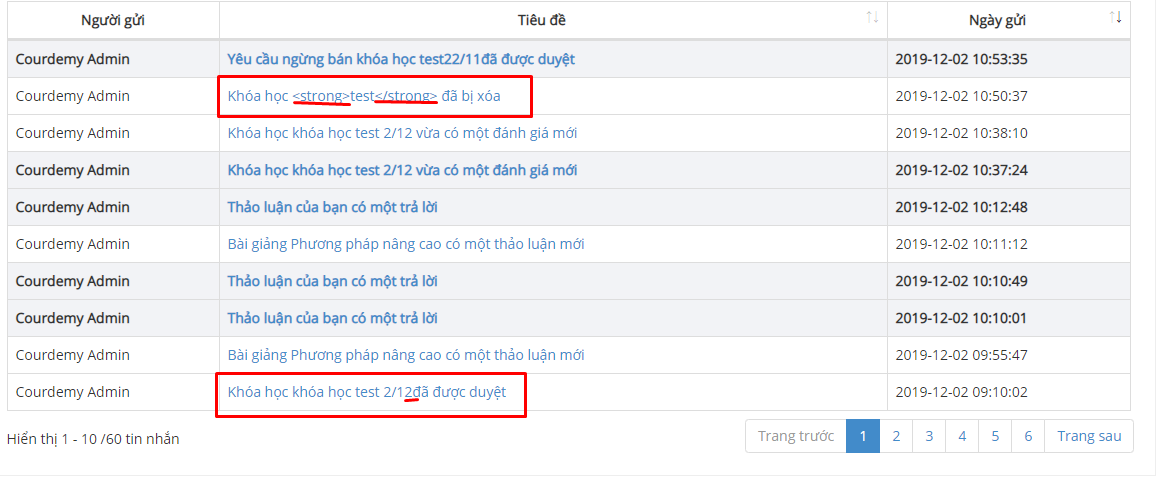 Người gửi Tiêu đề Ngày gửi
Courdemy Admin Yêu cầu ngừng bán khóa học test22/11đã được duyệt 2019-12-02 10:53:35
Courdemy Admin Khóa học <strong>test</strong> đã bị xóa 2019-12-02 10:50:37
Courdemy Admin Khóa học khóa học test 2/12 vừa có một đánh giá mới 2019-12-02 10:38:10
Courdemy Admin Khóa học khóa học test 2/12 vừa có một đánh giá mới 2019-12-02 10:37:24
Courdemy Admin Thảo luận của bạn có một trả lời 2019-12-02 10:12:48
Courdemy Admin Bài giảng Phương pháp nâng cao có một thảo luận mới 2019-12-02 10:11:12
Courdemy Admin Thảo luận của bạn có một trả lời 2019-12-02 10:10:49
Courdemy Admin Thảo luận của bạn có một trả lời 2019-12-02 10:10:01
Courdemy Admin Bài giảng Phương pháp nâng cao có một thảo luận mới 2019-12-02 09:55:47
Courdemy Admin Khóa học khóa học test 2/12đã được duyệt 2019-12-02 09:10:02
Hiển thị 1 - 10 /60 tin nhắn Trang trước 1 2 3 4 5 6 Trang sau